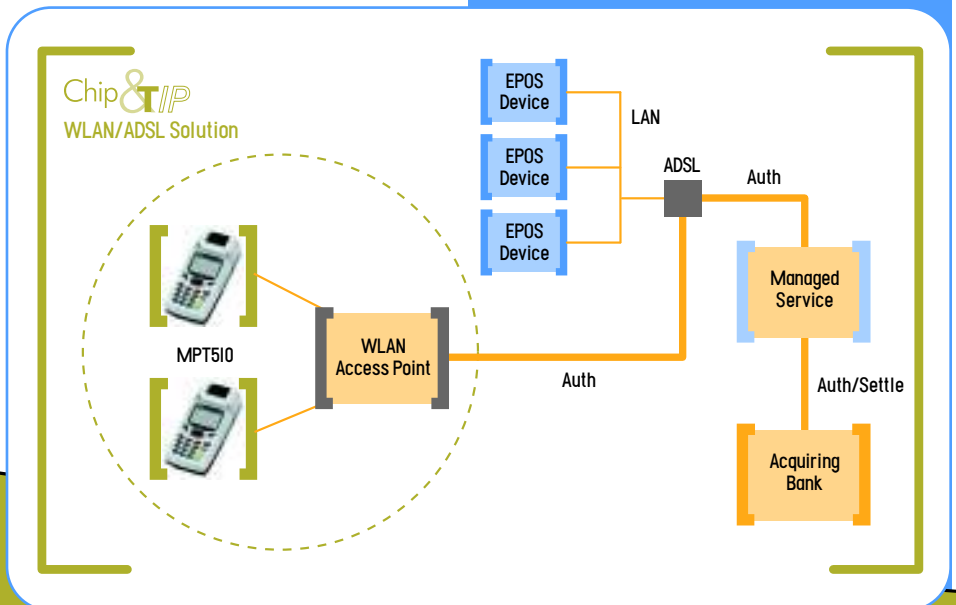 Chip&TIP
WLAN/ADSL Solution
EPOS
Device
EPOS
Device
EPOS
Device
LAN
ADSL
Auth
Managed
Service
Auth/Settle
Acquiring
Bank
MPT510
WLAN
Access Point
Auth